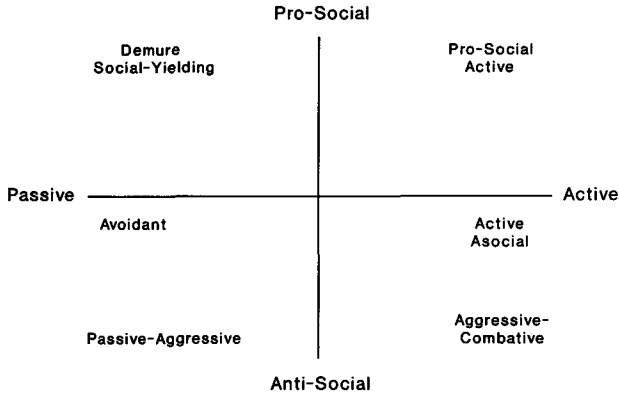 Pro-Social
Demure
Social-Yielding
Pro-Social
Active
Passive
Active
Avoidant
Active
Asocial
Passive-Aggressive
Aggressive-
Combative
Anti-Social